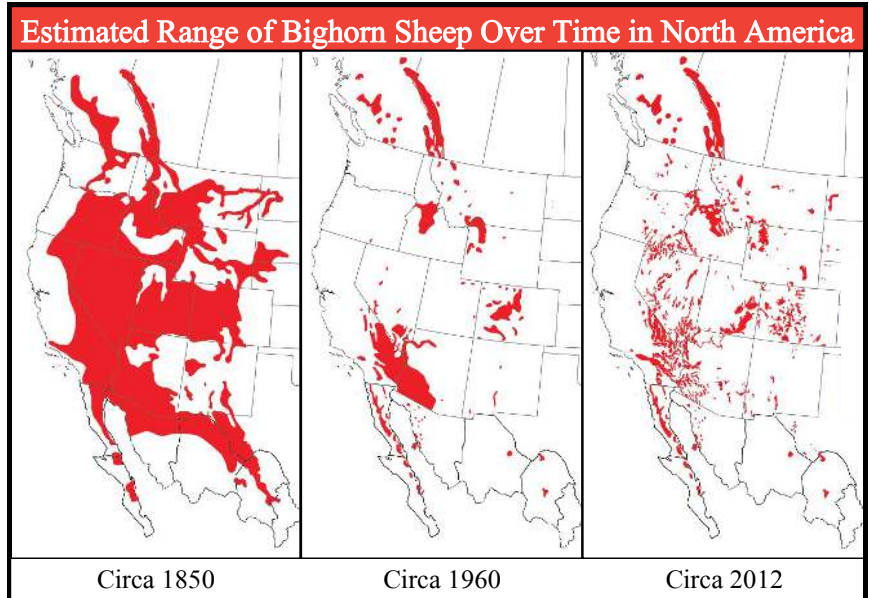 Estimated Range of Bighorn Sheep Over Time in North America
Circa 1850
Circa 1960
Circa 2012